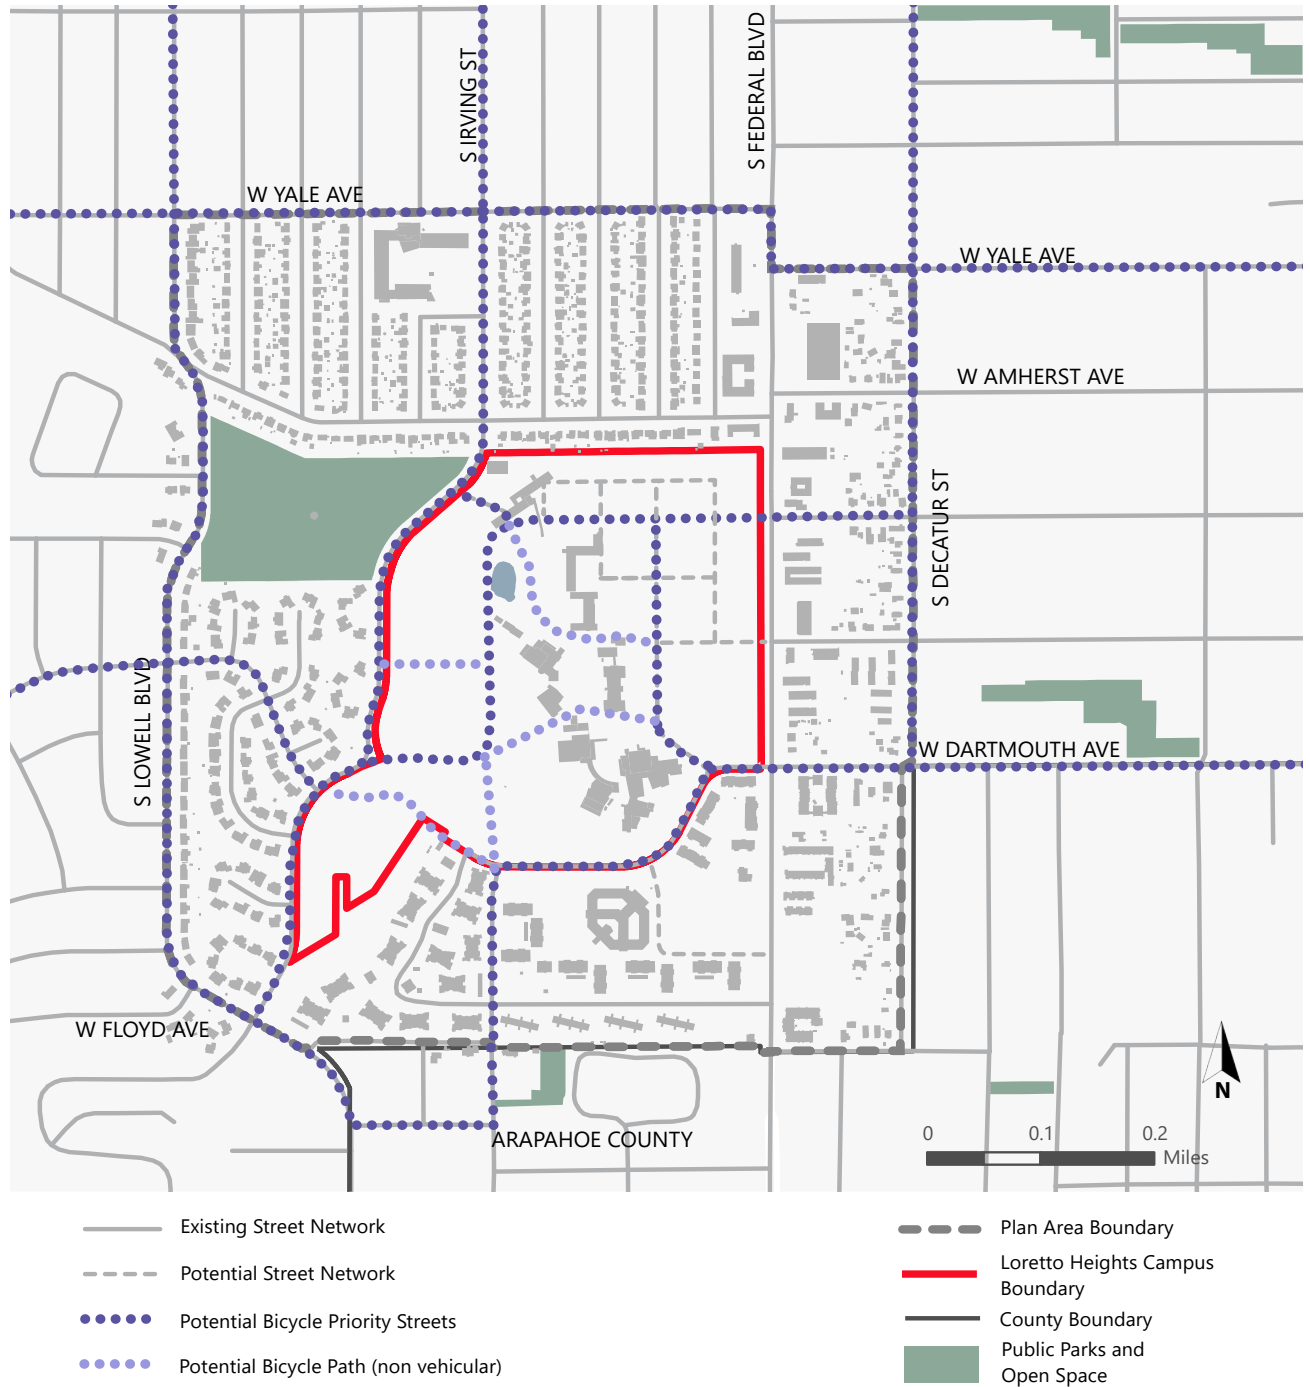 S IRVING ST
S FEDERAL BLVD
W YALE AVE
W YALE AVE
W AMHERST AVE
S DECATUR ST
S LOWELL BLVD
W DARTMOUTH AVE
W FLOYD AVE
N
ARAPAHOE COUNTY
0 0.1 0.2
Miles
Existing Street Network
Potential Street Network
Potential Bicycle Priority Streets
Potential Bicycle Path (non vehicular)
Plan Area Boundary
Loretto Heights Campus
Boundary
County Boundary
Public Parks and
Open Space